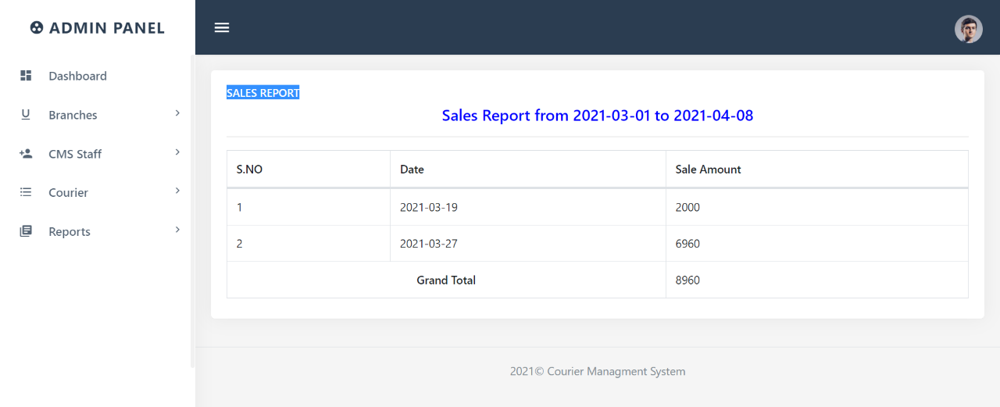 ADMIN PANEL
Dashboard
Branches
CMS Staff
Courier
Reports
SALES REPORT
Sales Report from 2021-03-01 to 2021-04-08
S.NO Date Sale Amount
1 2021-03-19 2000
2 2021-03-27 6960
Grand Total 8960
2021© Courier Managment System